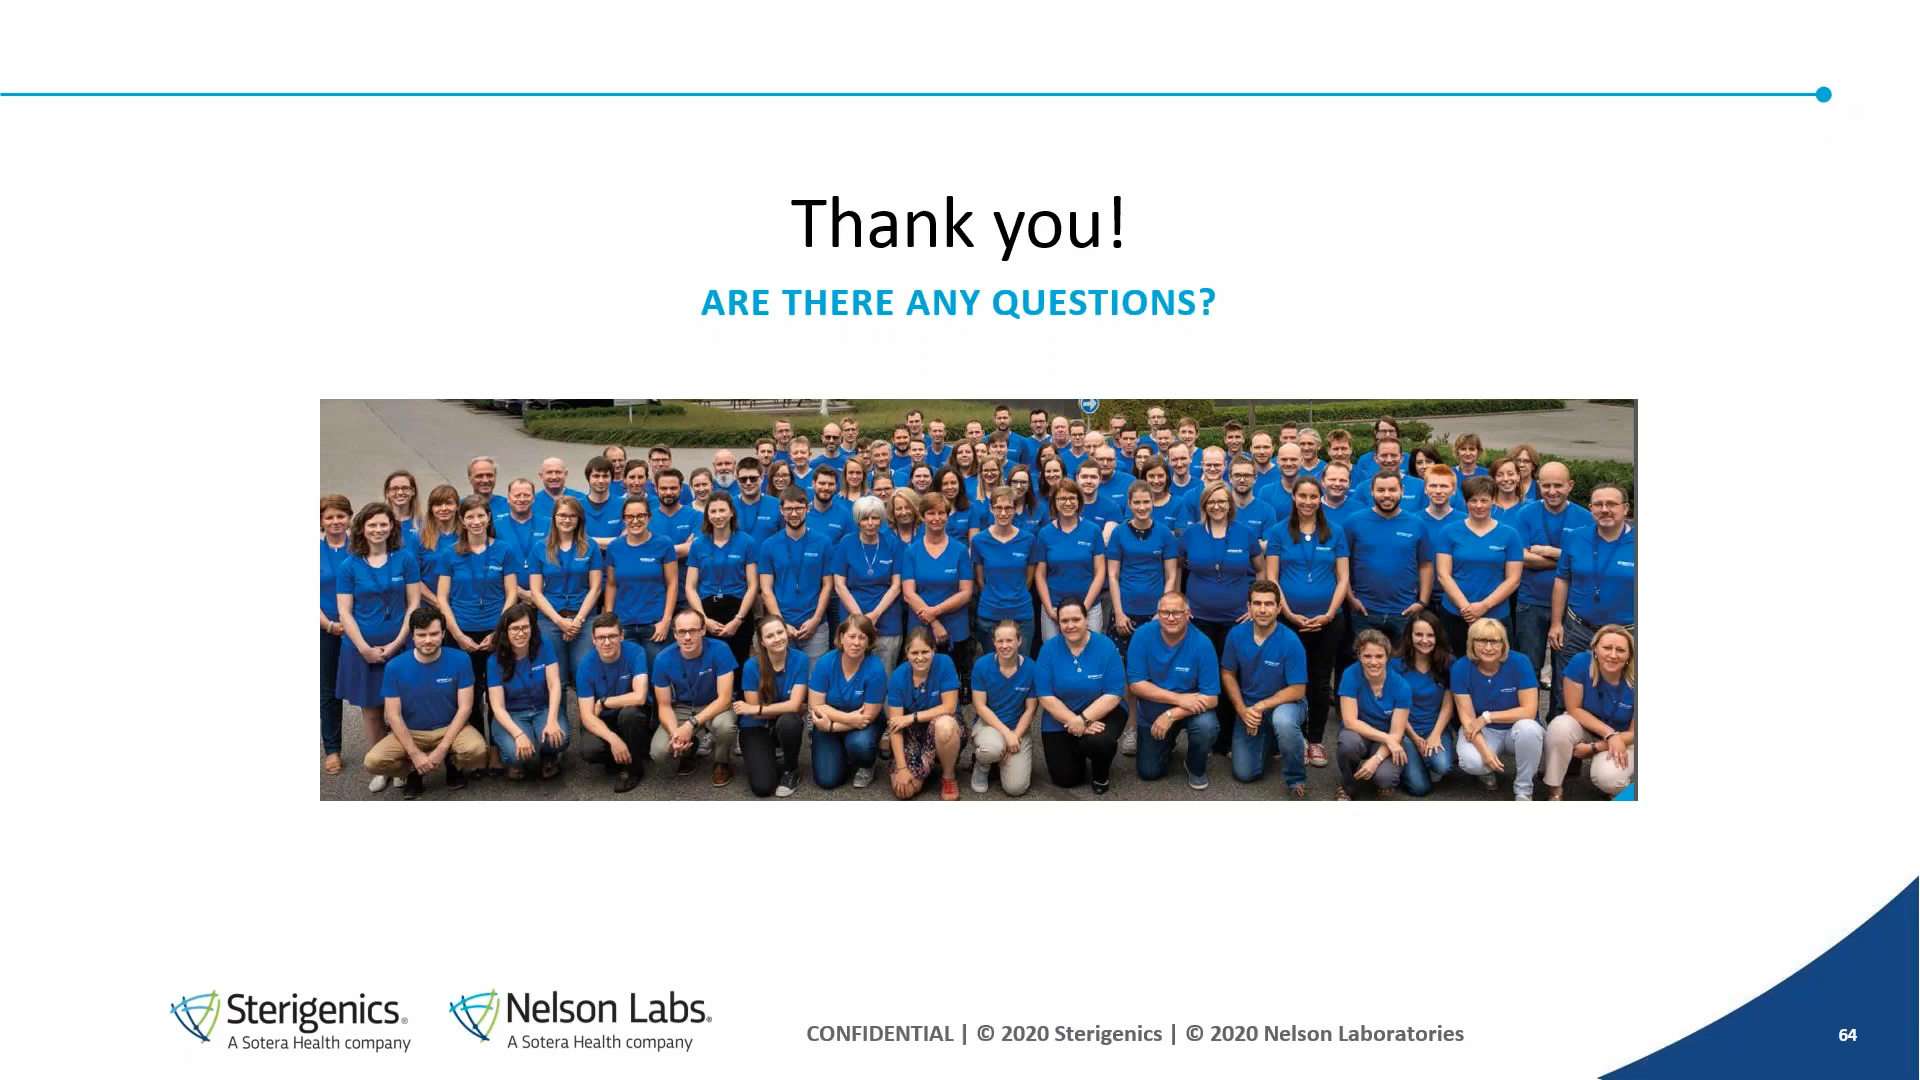 Thank you!
ARE THERE ANY QUESTIONS?
Sterigenics®
A Sotera Health company
Nelson Labs®
A Sotera Health company
CONFIDENTIAL | © 2020 Sterigenics | © 2020 Nelson Laboratories
64